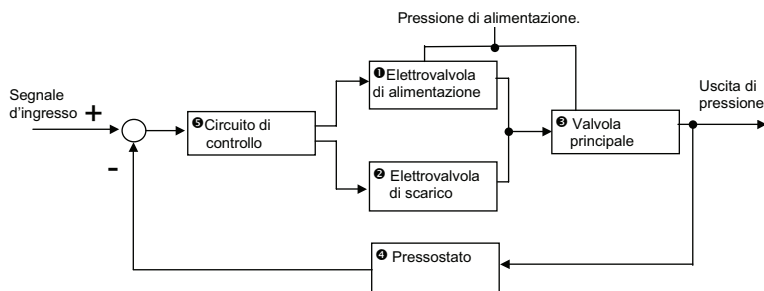 Pressione di alimentazione.
❶Elettrovalvola
di alimentazione
Segnale
d'ingresso +
-
❺Circuito di
controllo
❷ Elettrovalvola
di scarico
❸ Valvola
principale
Uscita di
pressione
❹ Pressostato